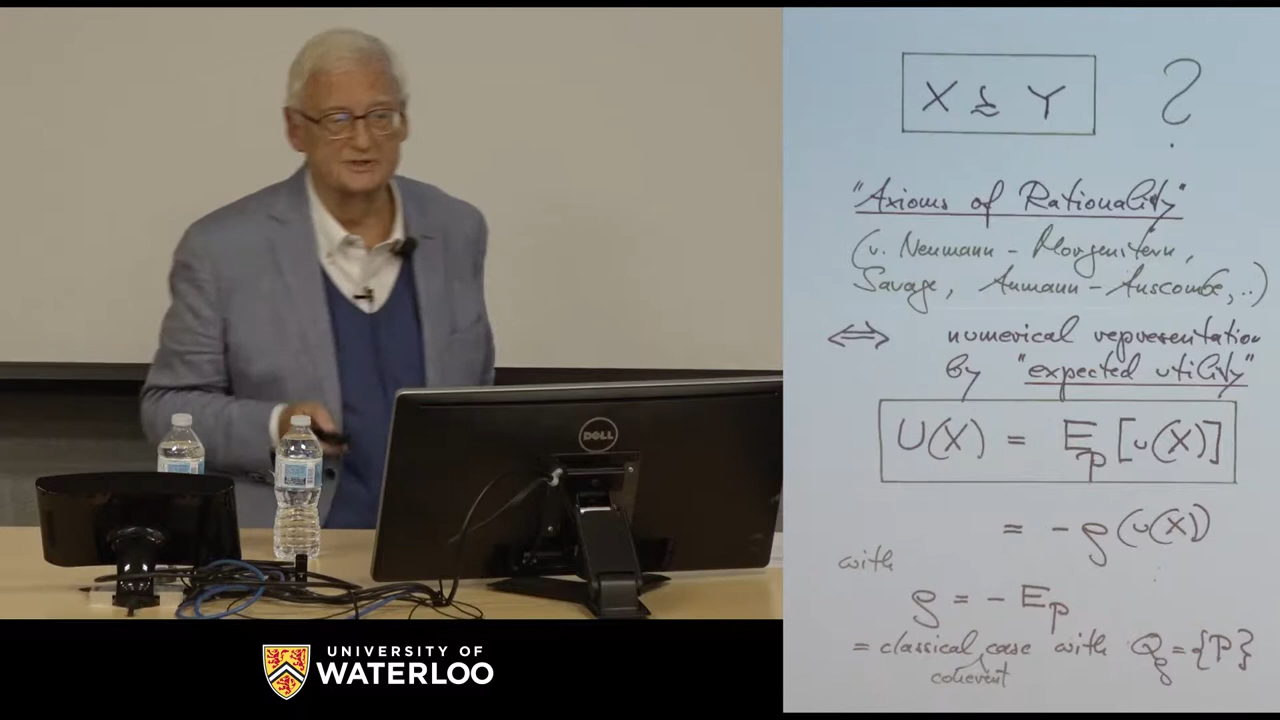 X ≿ Y ?
"Axioms of Rationality"
(v. Neumann - Morgenstern,
Savage, Aumann - Anscombe, ..)
⇔ numerical representation
by "expected utility"
U(X) = E_P [u(X)]
= - ρ(u(X))
with
ρ = - E_P
= classical case with Q_ρ = {P}
coherent
DELL
UNIVERSITY OF
WATERLOO